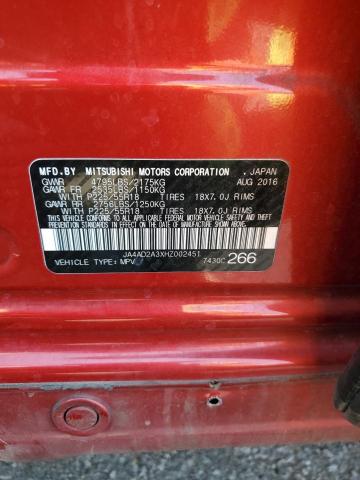 MFD.BY MITSUBISHI MOTORS CORPORATION , JAPAN
GVWR 4795LBS/2175KG AUG 2016
GAWR FR 2535LBS/1150KG
WITH P225/55R18 TIRES 18X7.0J RIMS
GAWR RR 2756LBS/1250KG
WITH P225/55R18 TIRES 18X7.0J RIMS
THIS VEHICLE CONFORMS TO ALL APPLICABLE
FEDERAL MOTOR VEHICLE SAFETY, BUMPER
AND THEFT PREVENTION STANDARDS IN EFFECT ON
THE DATE OF MANUFACTURE SHOWN ABOVE.
JA4AD2A3XHZ002451
VEHICLE TYPE: MPV 7430C 266